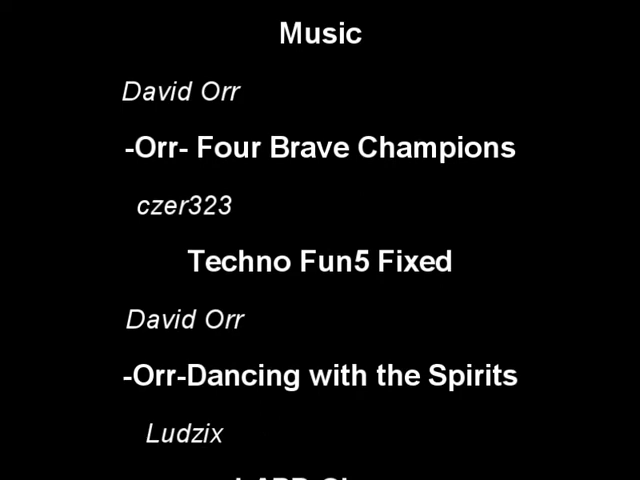 Music
David Orr
-Orr- Four Brave Champions
czer323
Techno Fun5 Fixed
David Orr
-Orr-Dancing with the Spirits
Ludzix